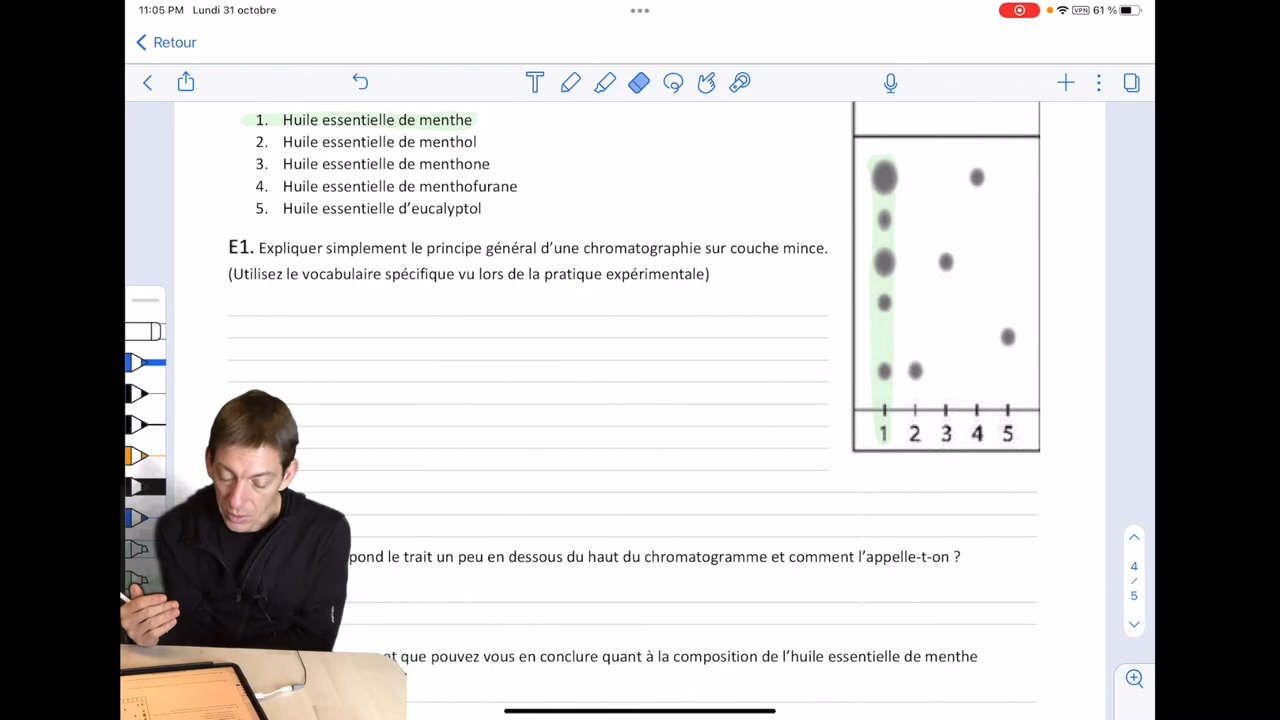 11:05 PM Lundi 31 octobre
VPN 61 %
Retour
1. Huile essentielle de menthe
2. Huile essentielle de menthol
3. Huile essentielle de menthone
4. Huile essentielle de menthofurane
5. Huile essentielle d’eucalyptol
E1. Expliquer simplement le principe général d’une chromatographie sur couche mince.
(Utilisez le vocabulaire spécifique vu lors de la pratique expérimentale)
1 2 3 4 5
pond le trait un peu en dessous du haut du chromatogramme et comment l’appelle-t-on ?
4
/
5
et que pouvez vous en conclure quant à la composition de l’huile essentielle de menthe